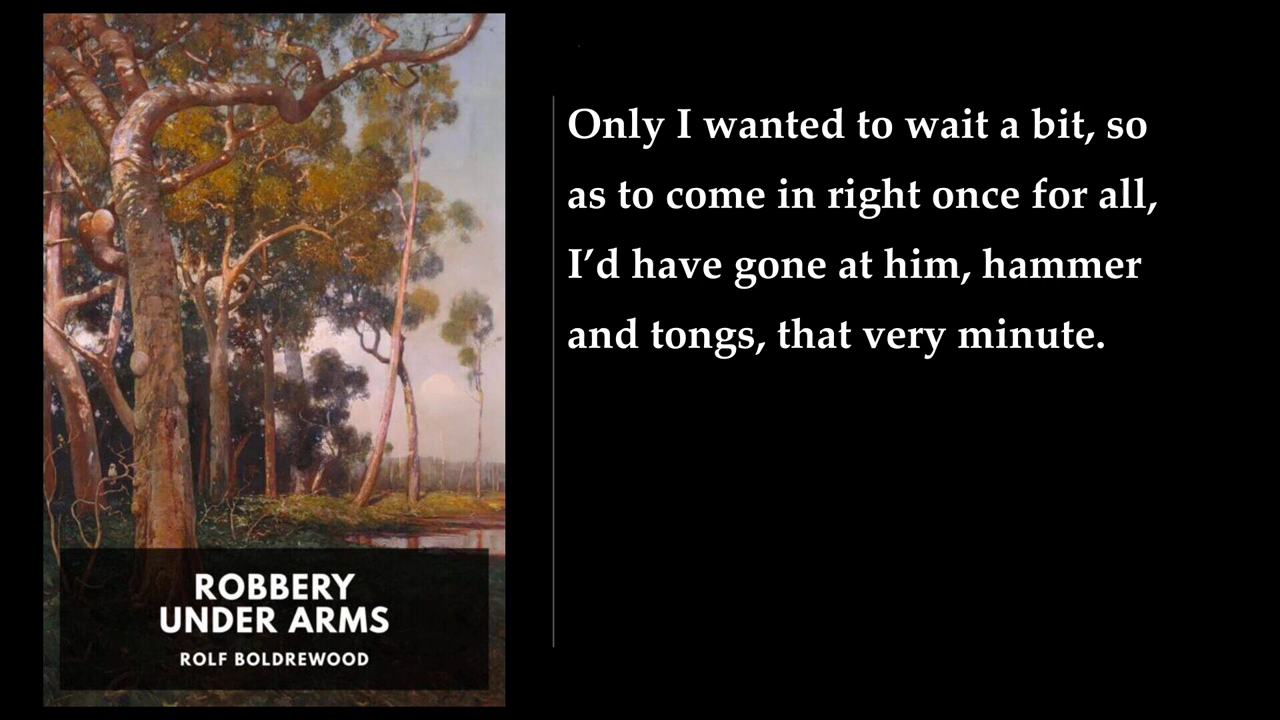 Only I wanted to wait a bit, so
as to come in right once for all,
I’d have gone at him, hammer
and tongs, that very minute.
ROBBERY
UNDER ARMS
ROLF BOLDREWOOD